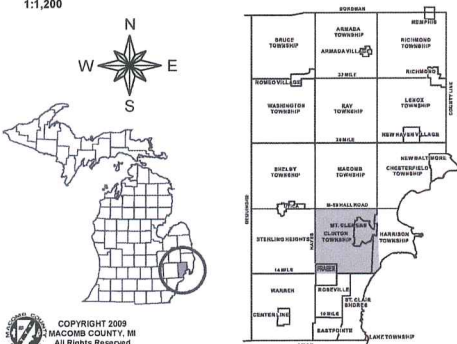 1:1,200
N
W
E
S
COPYRIGHT 2009
MACOMB COUNTY, MI
All Rights Reserved
MACOMB COUNTY
BORDMAN
MEMPHIS
BRUCE
TOWNSHIP
ARMADA
TOWNSHIP
ARMADA VILLAGE
RICHMOND
TOWNSHIP
32 MILE
RICHMOND
ROMEO VILLAGE
WASHINGTON
TOWNSHIP
RAY
TOWNSHIP
LENOX
TOWNSHIP
COUNTY LINE
NEW HAVEN VILLAGE
26 MILE
NEW BALTIMORE
SHELBY
TOWNSHIP
MACOMB
TOWNSHIP
CHESTERFIELD
TOWNSHIP
DEQUINDRE
M-59/HALL ROAD
UTICA
MT. CLEMENS
CLINTON
TOWNSHIP
HARRISON
TOWNSHIP
STERLING HEIGHTS
HAYES
14 MILE
FRASER
WARREN
ROSEVILLE
ST. CLAIR
SHORES
CENTER LINE
10 MILE
EASTPOINTE
LAKE TOWNSHIP